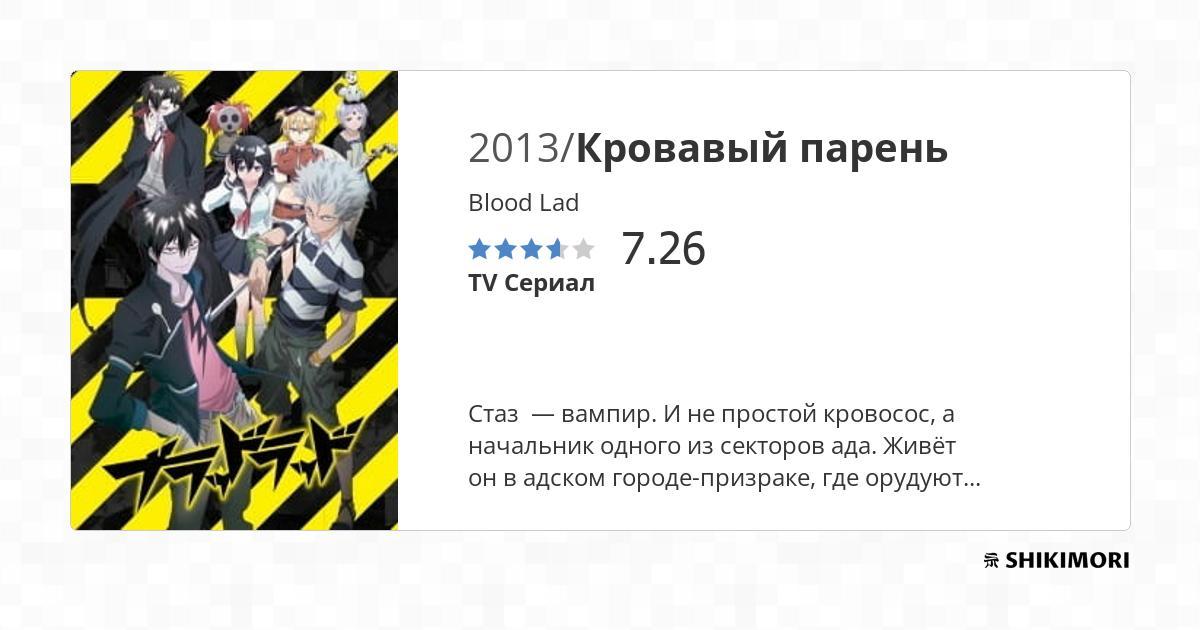 2013/Кровавый парень
Blood Lad
7.26
TV Сериал
Стаз — вампир. И не простой кровосос, а
начальник одного из секторов ада. Живёт
он в адском городе-призраке, где орудуют...
ブラッドラッド
SHIKIMORI